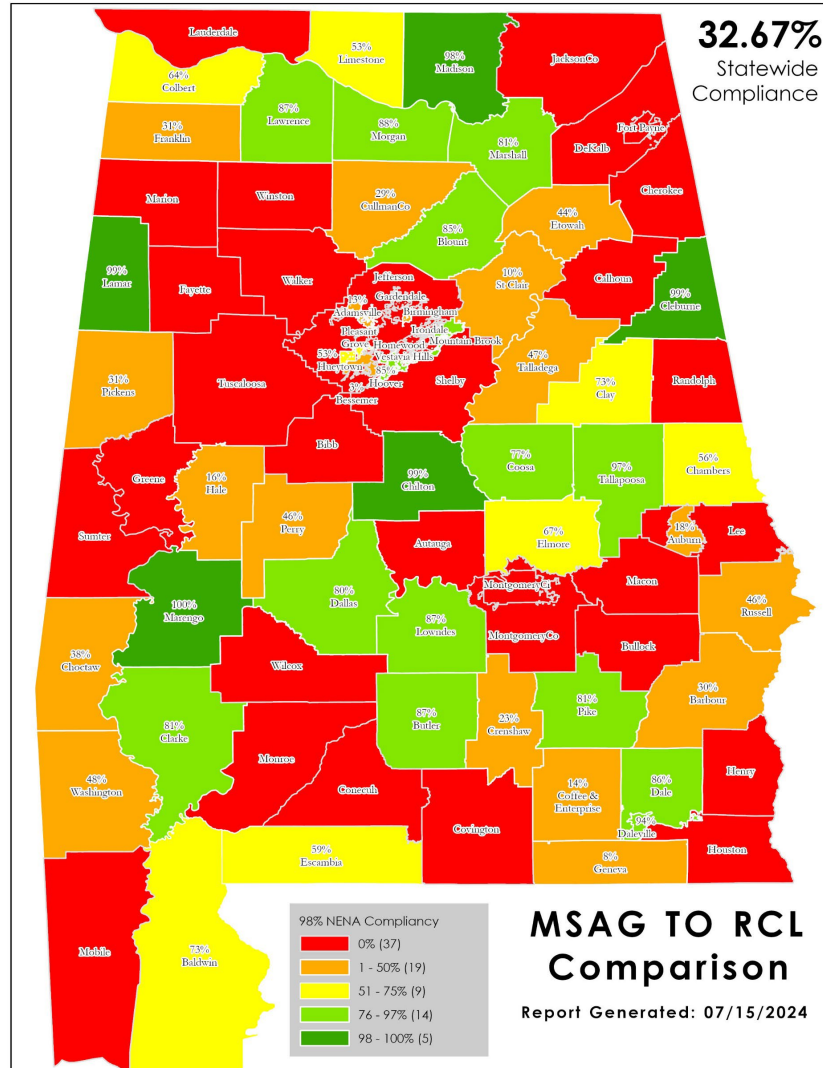 32.67%
Statewide
Compliance
Lauderdale
53%
Limestone
98%
Madison
JacksonCo
64%
Colbert
87%
Lawrence
88%
Morgan
81%
Marshall
31%
Franklin
Fort Payne
DeKalb
Cherokee
Marion
Winston
29%
CullmanCo
85%
Blount
44%
Etowah
99%
Lamar
Fayette
Walker
Jefferson
Gardendale
10%
St Clair
Calhoun
99%
Cleburne
13%
Adamsville
Birmingham
Pleasant
Grove
Irondale
Homewood
Mountain Brook
53%
Hueytown
Vestavia Hills
85%
Hoover
3%
Bessemer
Shelby
47%
Talladega
73%
Clay
Randolph
31%
Pickens
Tuscaloosa
Bibb
99%
Chilton
77%
Coosa
97%
Tallapoosa
56%
Chambers
Greene
16%
Hale
46%
Perry
Sumter
Autauga
67%
Elmore
18%
Auburn
Lee
100%
Marengo
80%
Dallas
MontgomeryCi
Macon
46%
Russell
38%
Choctaw
87%
Lowndes
MontgomeryCo
Bullock
Wilcox
30%
Barbour
81%
Clarke
87%
Butler
23%
Crenshaw
81%
Pike
Monroe
48%
Washington
Conecuh
14%
Coffee &
Enterprise
86%
Dale
Henry
Covington
94%
Daleville
59%
Escambia
8%
Geneva
Houston
Mobile
73%
Baldwin
98% NENA Compliancy
0% (37)
1 - 50% (19)
51 - 75% (9)
76 - 97% (14)
98 - 100% (5)
MSAG TO RCL
Comparison
Report Generated: 07/15/2024